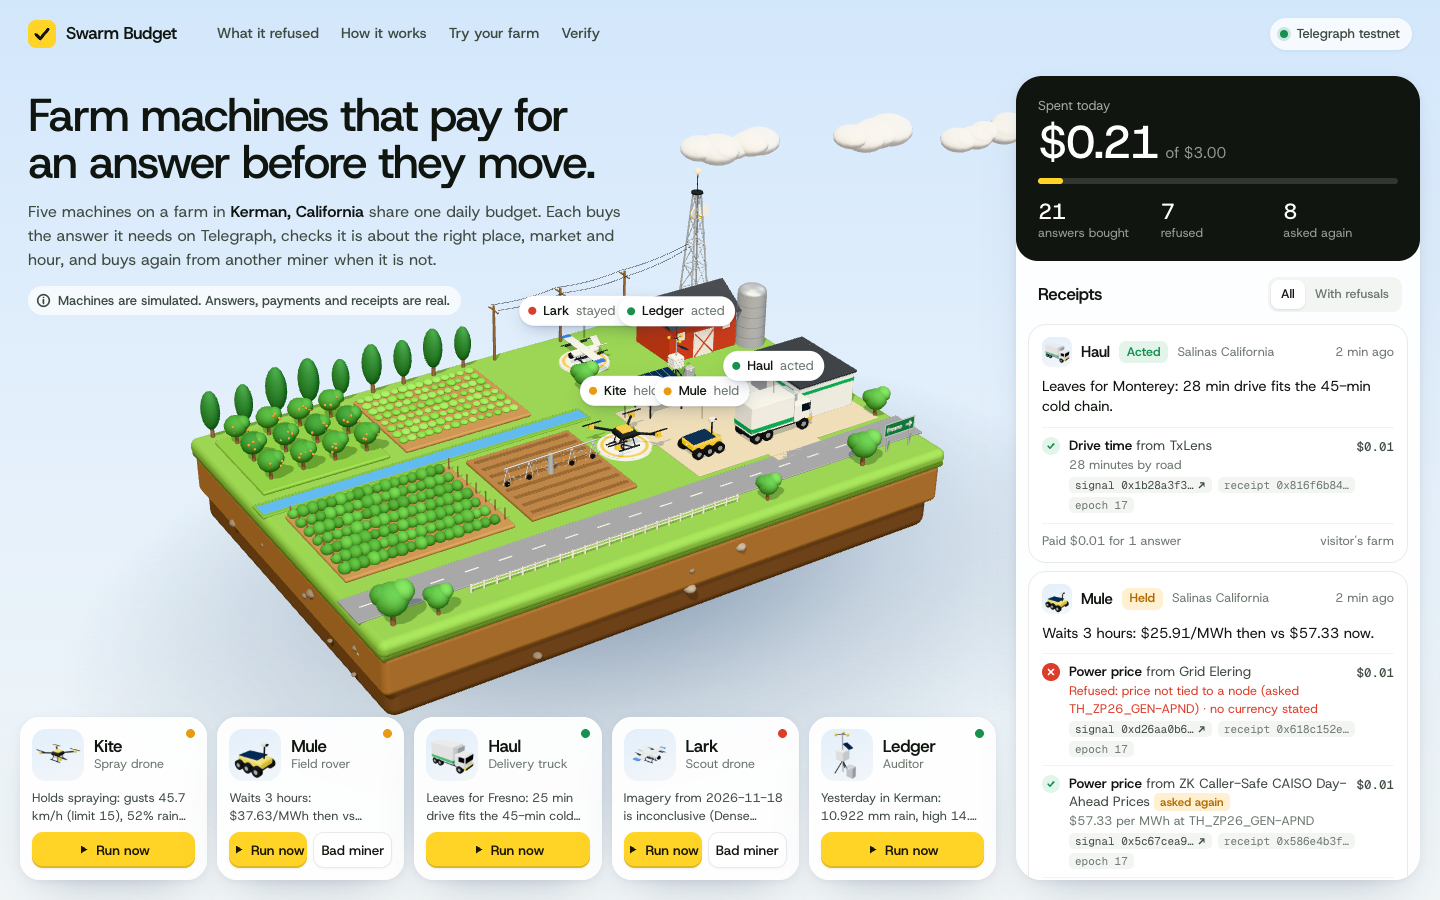 Swarm Budget
What it refused
How it works
Try your farm
Verify
Telegraph testnet
Farm machines that pay for
an answer before they move.
Five machines on a farm in Kerman, California share one daily budget. Each buys
the answer it needs on Telegraph, checks it is about the right place, market and
hour, and buys again from another miner when it is not.
Machines are simulated. Answers, payments and receipts are real.
Lark stayed
Ledger acted
Haul acted
Kite held
Mule held
Kite
Spray drone
Holds spraying: gusts 45.7
km/h (limit 15), 52% rain…
Run now
Mule
Field rover
Waits 3 hours:
$37.63/MWh then vs…
Run now
Bad miner
Haul
Delivery truck
Leaves for Fresno: 25 min
drive fits the 45-min cold…
Run now
Lark
Scout drone
Imagery from 2026-11-18
is inconclusive (Dense…
Run now
Bad miner
Ledger
Auditor
Yesterday in Kerman:
10.922 mm rain, high 14.…
Run now
Spent today
$0.21 of $3.00
21
answers bought
7
refused
8
asked again
Receipts
All
With refusals
Haul Acted Salinas California 2 min ago
Leaves for Monterey: 28 min drive fits the 45-min
cold chain.
Drive time from TxLens $0.01
28 minutes by road
signal 0x1b28a3f3… ↗ receipt 0x816f6b84…
epoch 17
Paid $0.01 for 1 answer visitor's farm
Mule Held Salinas California 2 min ago
Waits 3 hours: $25.91/MWh then vs $57.33 now.
Power price from Grid Elering $0.01
Refused: price not tied to a node (asked
TH_ZP26_GEN-APND) · no currency stated
signal 0xd26aa0b6… ↗ receipt 0x618c152e…
epoch 17
Power price from ZK Caller-Safe CAISO Day- $0.01
Ahead Prices asked again
$57.33 per MWh at TH_ZP26_GEN-APND
signal 0x5c67cea9… ↗ receipt 0x586e4b3f…
epoch 17